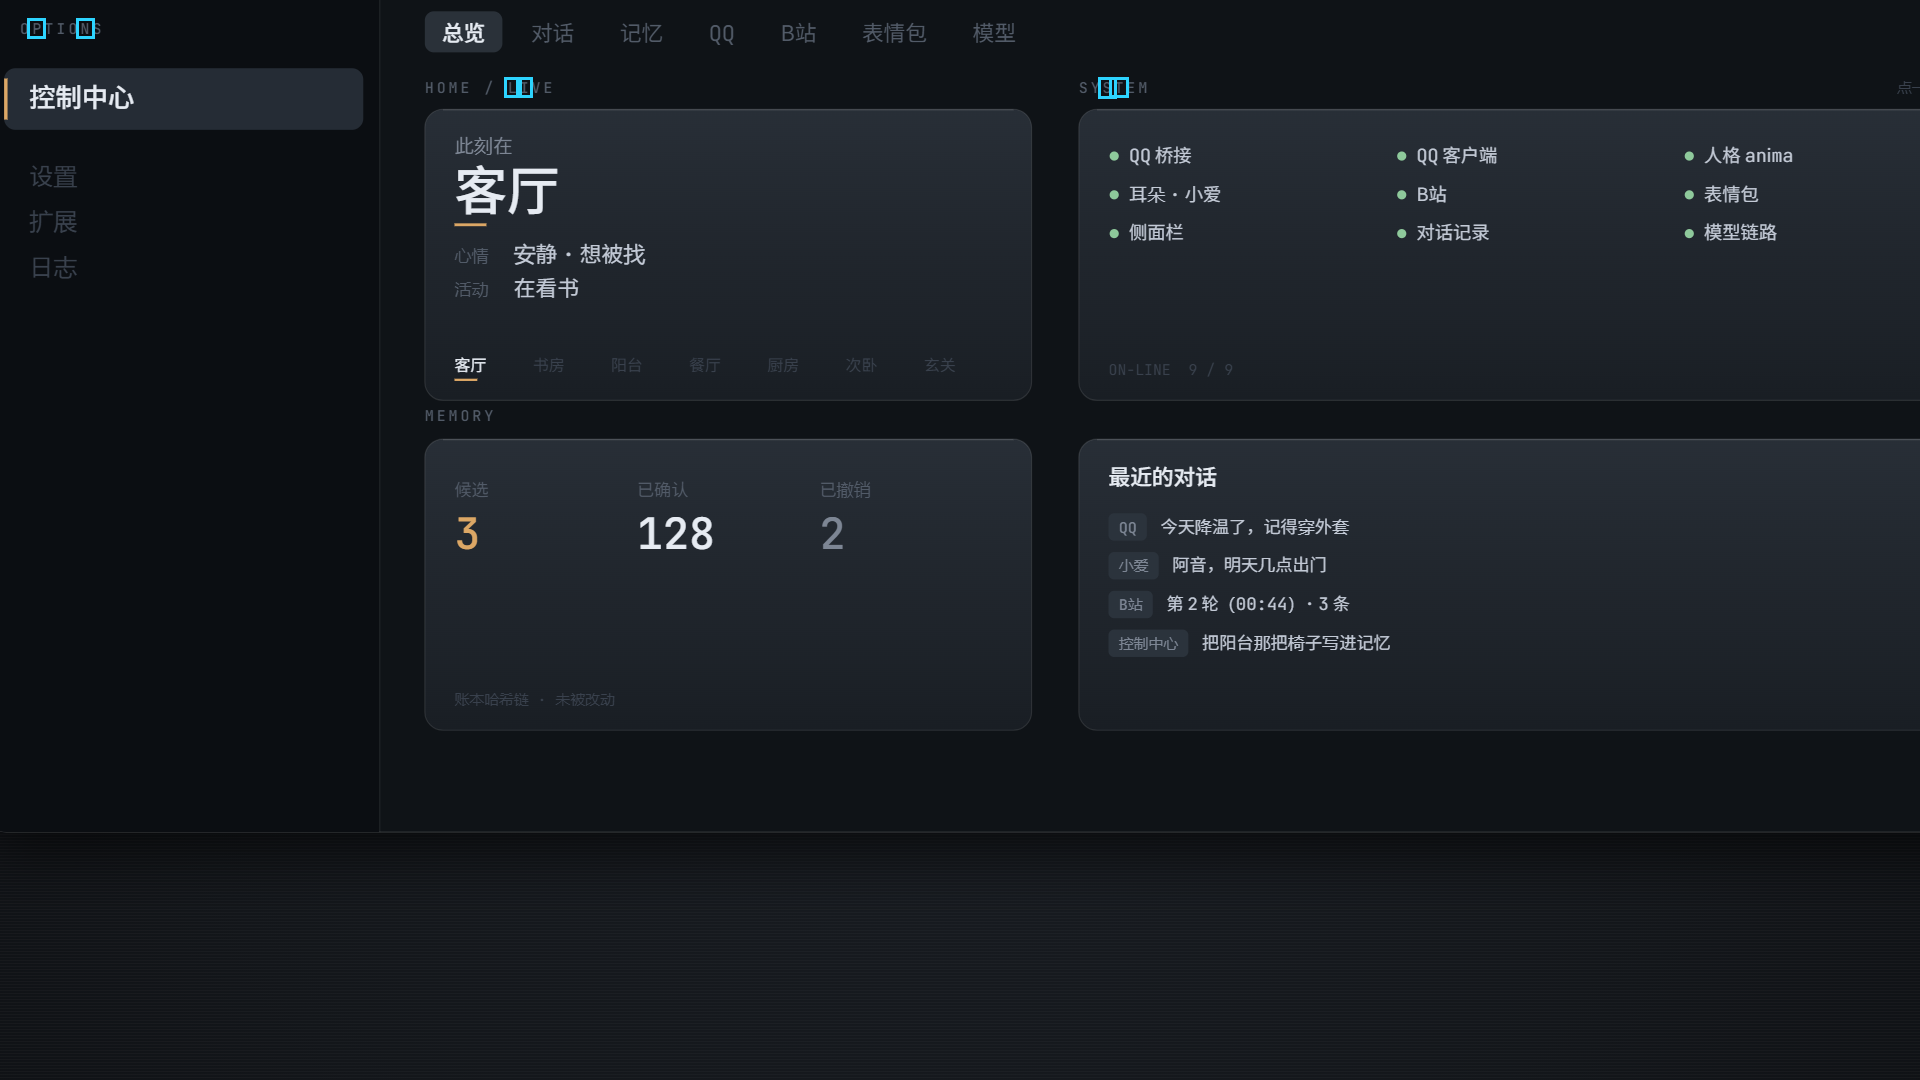 OPTIONS
控制中心
设置
扩展
日志
总览 对话 记忆 QQ B站 表情包 模型
HOME / LIVE
此刻在
客厅
心情 安静・想被找
活动 在看书
客厅 书房 阳台 餐厅 厨房 次卧 玄关
SYSTEM
点一
QQ 桥接 QQ 客户端 人格 anima
耳朵・小爱 B站 表情包
侧面栏 对话记录 模型链路
ON-LINE 9 / 9
MEMORY
候选 已确认 已撤销
3 128 2
账本哈希链 · 未被改动
最近的对话
QQ 今天降温了，记得穿外套
小爱 阿音，明天几点出门
B站 第 2 轮（00:44）· 3 条
控制中心 把阳台那把椅子写进记忆